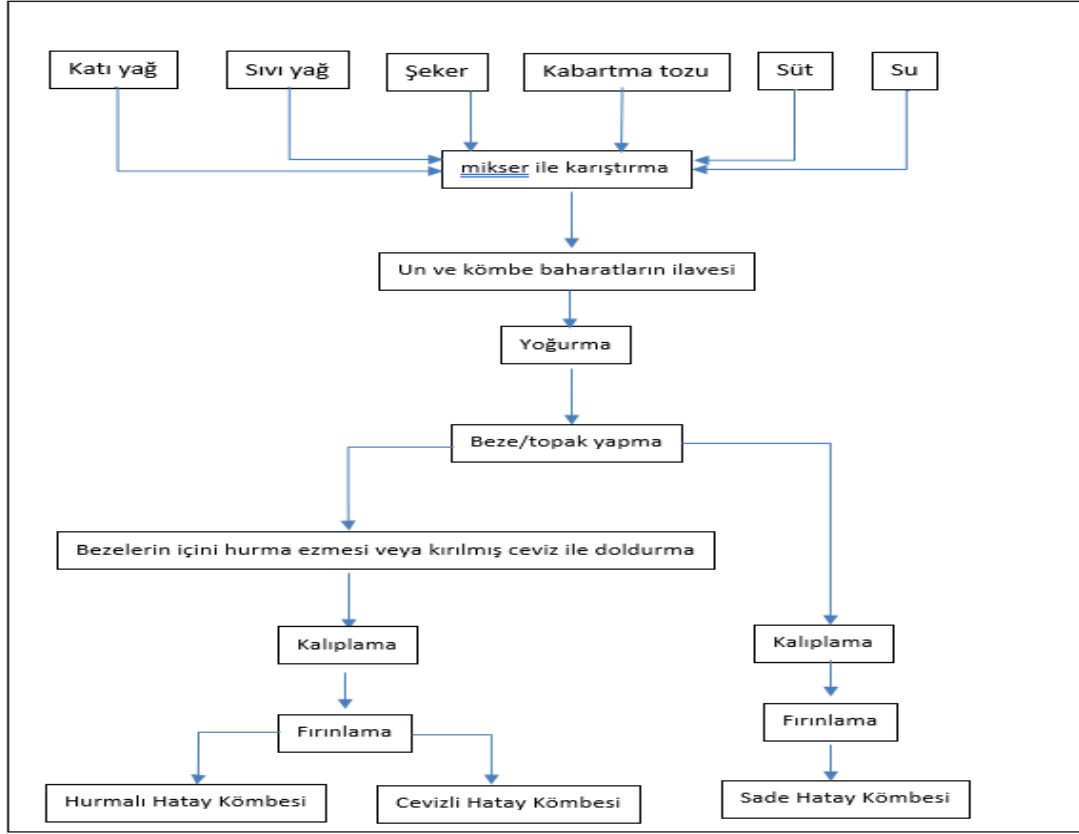 Katı yağ
Sıvı yağ
Şeker
Kabartma tozu
Süt
Su
mikser ile karıştırma
Un ve kömbe baharatların ilavesi
Yoğurma
Beze/topak yapma
Bezelerin içini hurma ezmesi veya kırılmış ceviz ile doldurma
Kalıplama
Kalıplama
Fırınlama
Fırınlama
Hurmalı Hatay Kömbesi
Cevizli Hatay Kömbesi
Sade Hatay Kömbesi